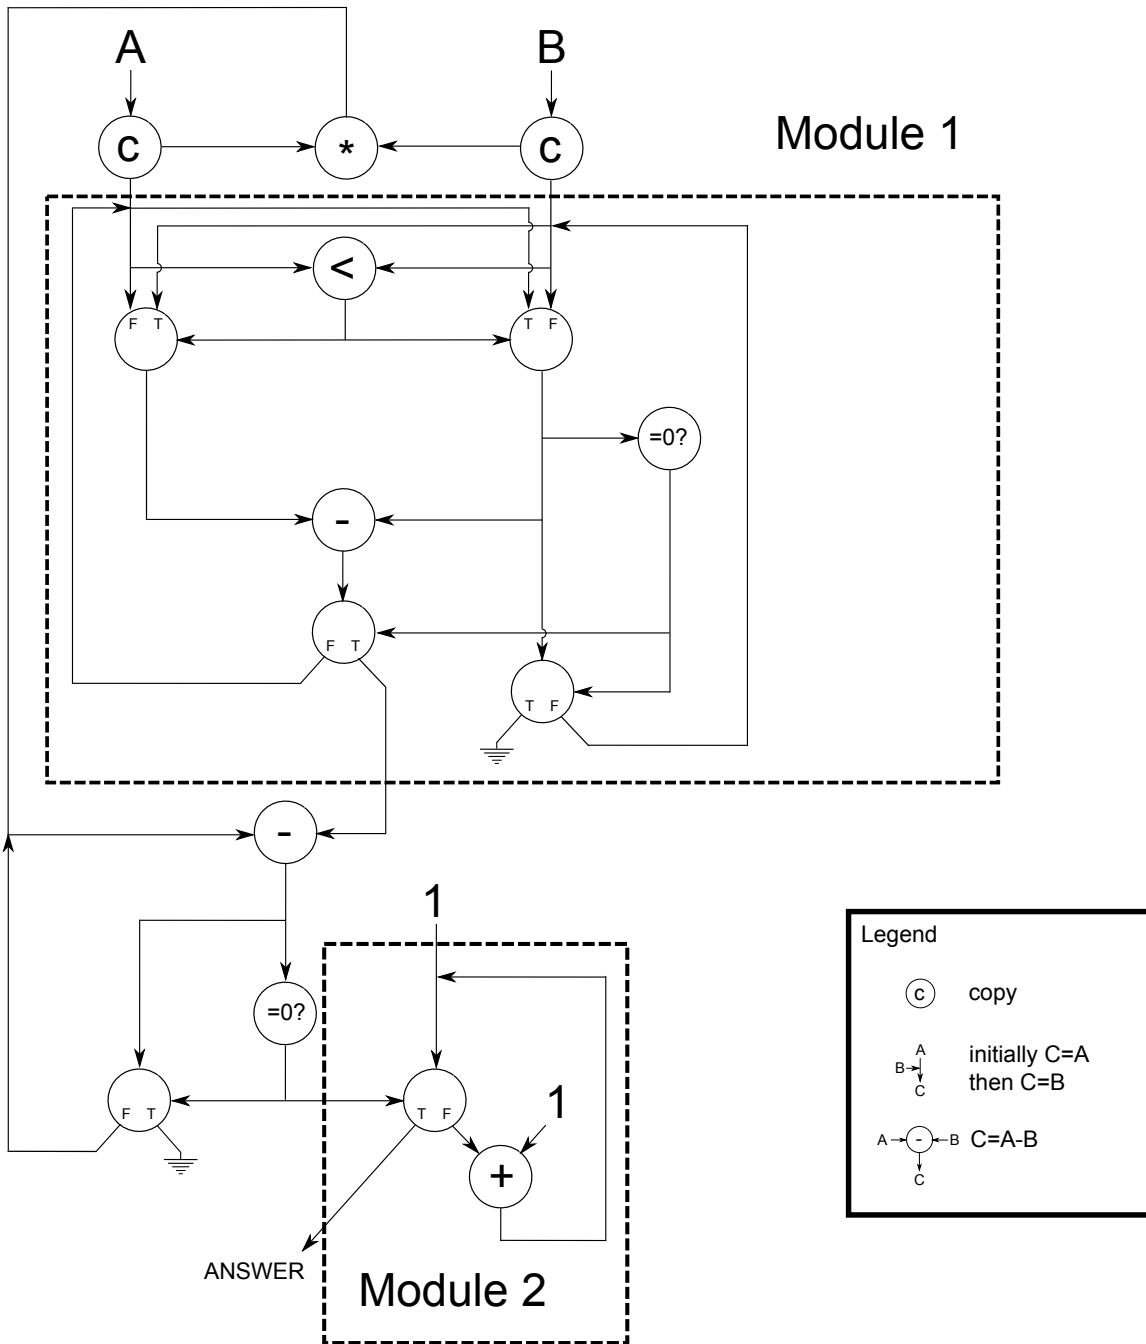 A
B
c
*
c
Module 1
<
F T
T F
=0?
-
F T
T F
-
1
Legend
c copy
=0?
A
B
C
initially C=A
then C=B
F T
T F
1
A - B C=A-B
C
+
ANSWER
Module 2